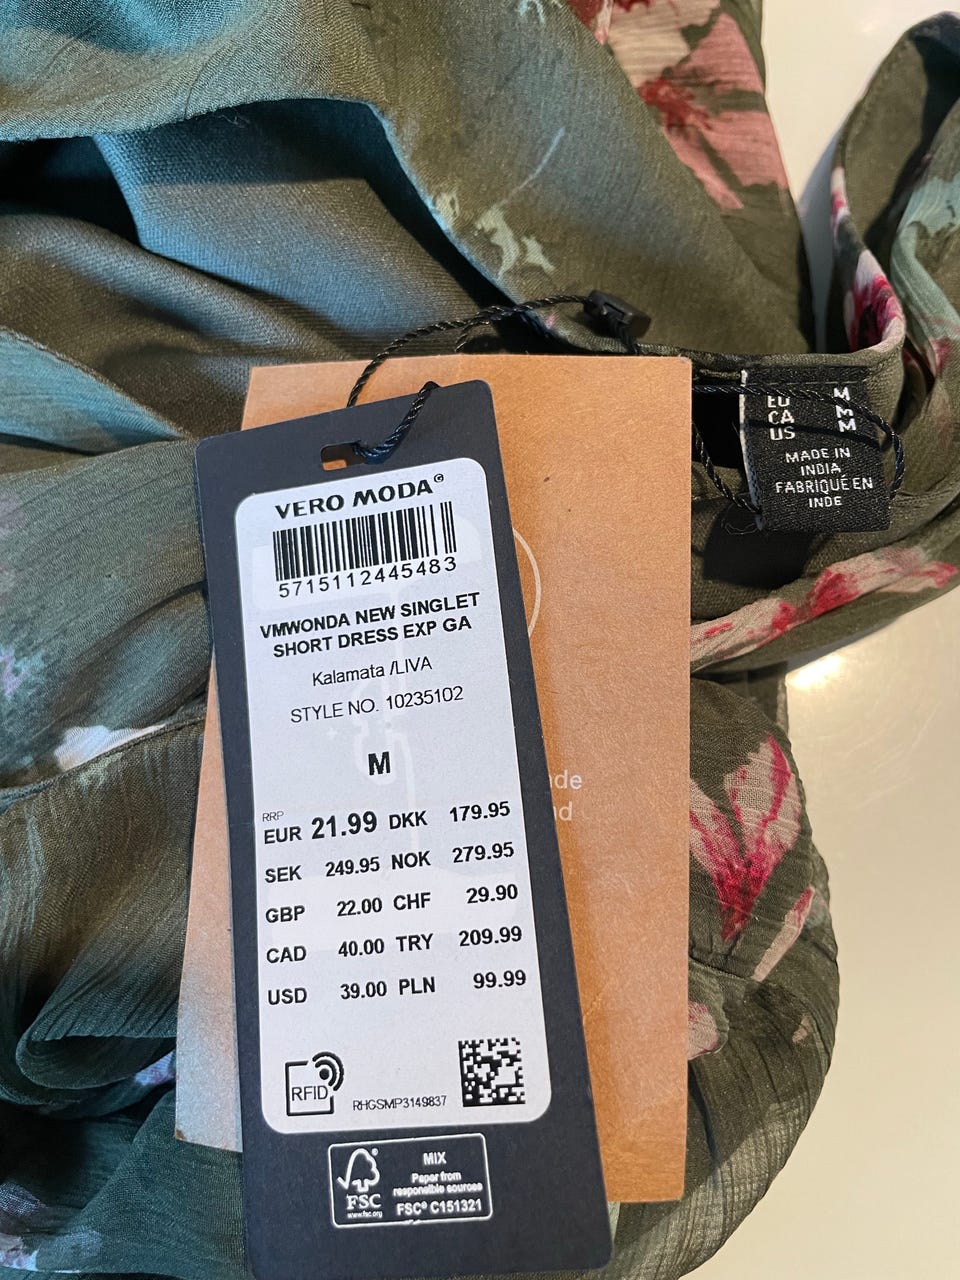 VERO MODA
5715112445483
VMWONDA NEW SINGLET
SHORT DRESS EXP GA
Kalamata /LIVA
STYLE NO. 10235102
M
RRP
EUR 21.99 DKK 179.95
SEK 249.95 NOK 279.95
GBP 22.00 CHF 29.90
CAD 40.00 TRY 209.99
USD 39.00 PLN 99.99
RFID
RHGSMP3149837
FSC
www.fsc.org
MIX
Paper from
responsible sources
FSC® C151321
EU M
CA M
US M
MADE IN
INDIA
FABRIQUÉ EN
INDE